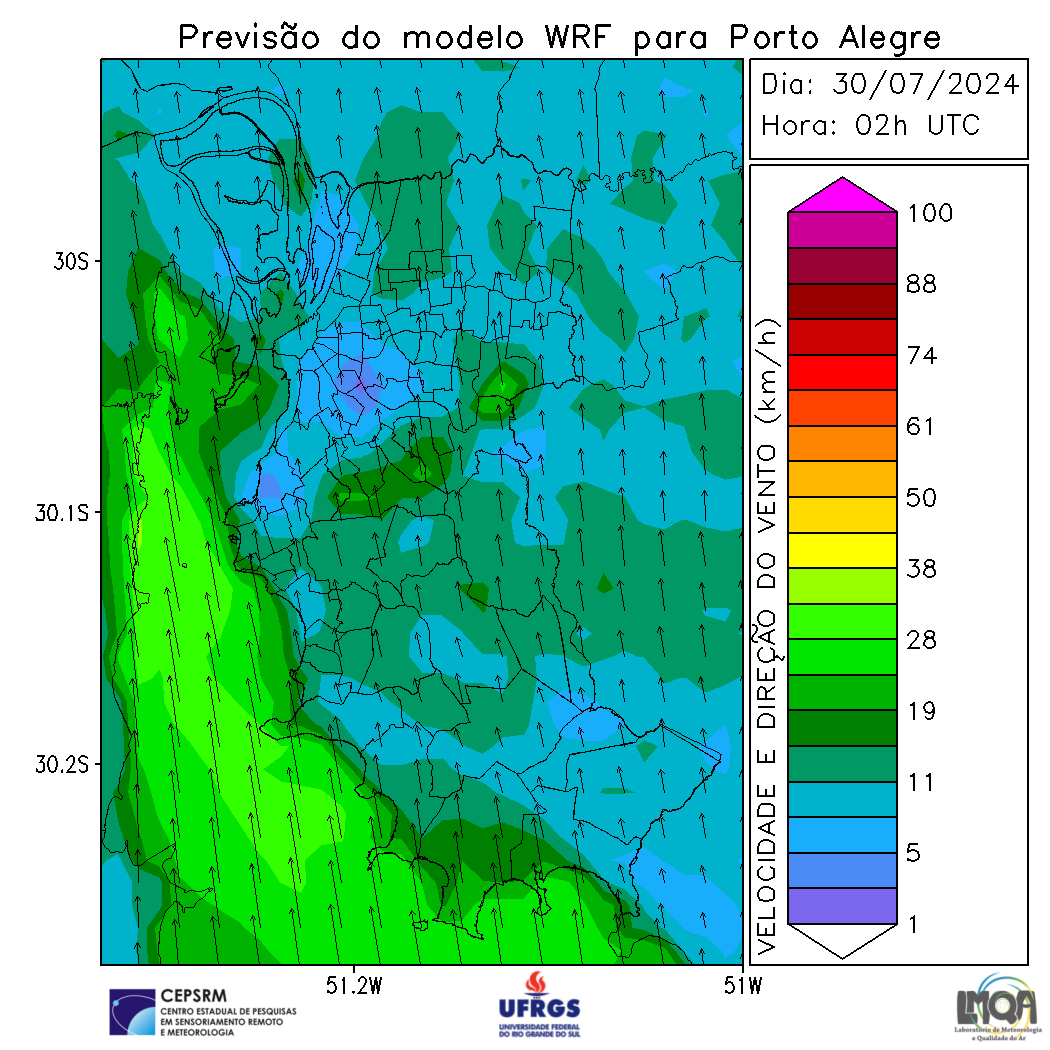 Previsão do modelo WRF para Porto Alegre
Dia: 30/07/2024
Hora: 02h UTC
30S
30.1S
30.2S
51.2W
51W
VELOCIDADE E DIREÇÃO DO VENTO (km/h)
100
88
74
61
50
38
28
19
11
5
1
CEPSRM
CENTRO ESTADUAL DE PESQUISAS
EM SENSORIAMENTO REMOTO
E METEOROLOGIA
UFRGS
UNIVERSIDADE FEDERAL
DO RIO GRANDE DO SUL
LMQA
Laboratório de Meteorologia
e Qualidade do Ar